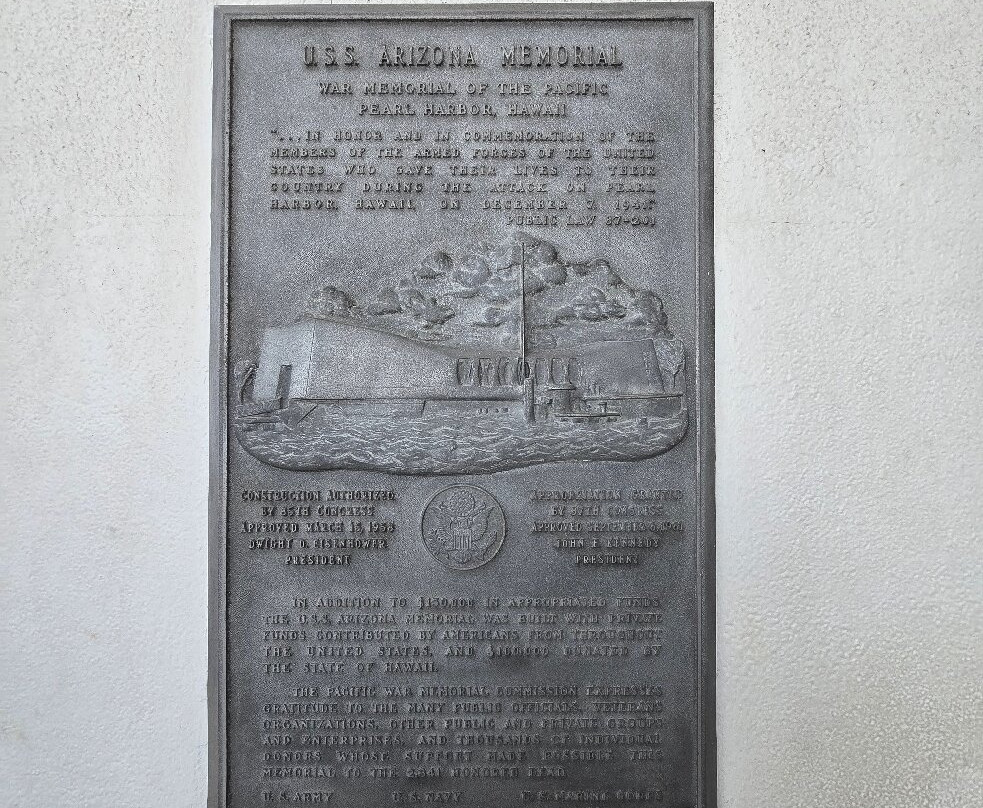 U.S.S. ARIZONA MEMORIAL
WAR MEMORIAL OF THE PACIFIC
PEARL HARBOR, HAWAII
"...IN HONOR AND IN COMMEMORATION OF THE
MEMBERS OF THE ARMED FORCES OF THE UNITED
STATES WHO GAVE THEIR LIVES TO THEIR
COUNTRY DURING THE ATTACK ON PEARL
HARBOR, HAWAII, ON DECEMBER 7, 1941."
PUBLIC LAW 87-201
CONSTRUCTION AUTHORIZED
BY 85TH CONGRESS
APPROVED MARCH 15, 1958
DWIGHT D. EISENHOWER
PRESIDENT
APPROPRIATION GRANTED
BY 87TH CONGRESS
APPROVED SEPTEMBER 6, 1961
JOHN F. KENNEDY
PRESIDENT
IN ADDITION TO $150,000 IN APPROPRIATED FUNDS,
THE U.S.S. ARIZONA MEMORIAL WAS BUILT WITH PRIVATE
FUNDS CONTRIBUTED BY AMERICANS FROM THROUGHOUT
THE UNITED STATES, AND $100,000 DONATED BY
THE STATE OF HAWAII.
THE PACIFIC WAR MEMORIAL COMMISSION EXPRESSES
GRATITUDE TO THE MANY PUBLIC OFFICIALS, VETERANS
ORGANIZATIONS, OTHER PUBLIC AND PRIVATE GROUPS
AND ENTERPRISES, AND THOUSANDS OF INDIVIDUAL
DONORS WHOSE SUPPORT MADE POSSIBLE THIS
MEMORIAL TO THE 2341 HONORED DEAD
U.S. ARMY U.S. NAVY U.S. MARINE CORPS